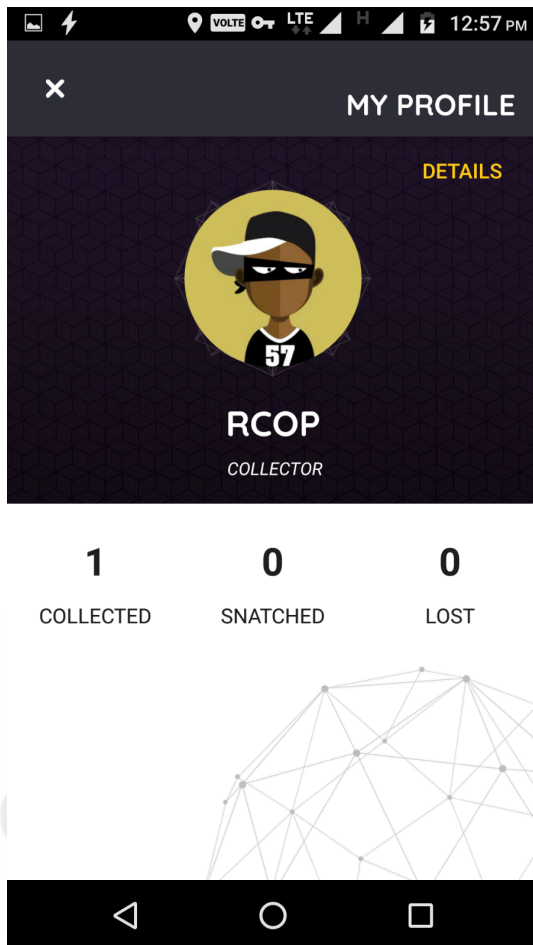 VOLTE LTE H 12:57 PM
MY PROFILE
DETAILS
57
RCOP
COLLECTOR
1 0 0
COLLECTED SNATCHED LOST